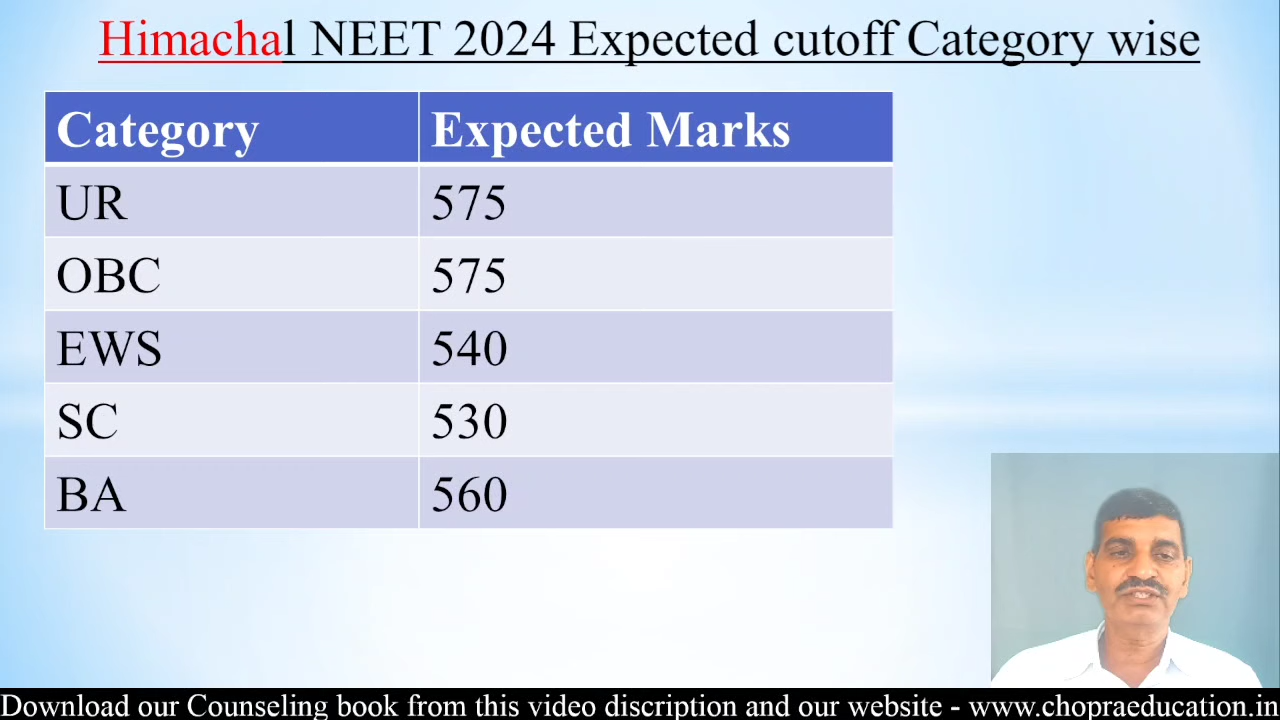 Himachal NEET 2024 Expected cutoff Category wise
Category Expected Marks
UR 575
OBC 575
EWS 540
SC 530
BA 560
Download our Counseling book from this video discription and our website - www.chopraeducation.in